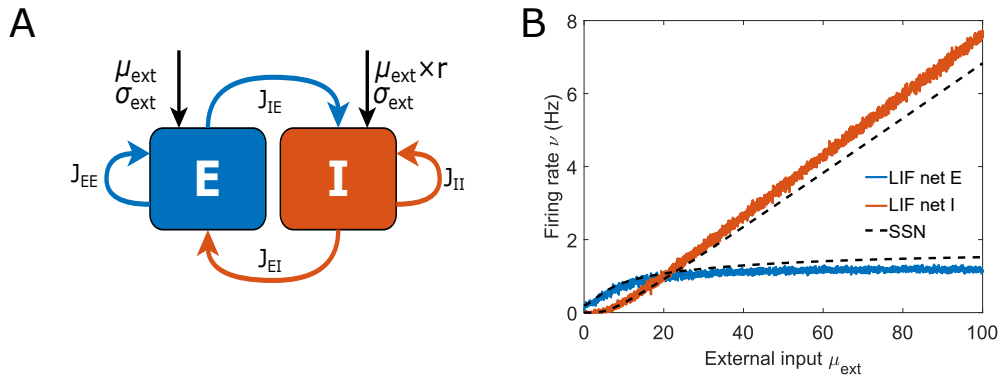 A
μext
σext
μext×r
σext
JIE
JEE
E
I
JII
JEI
B
8
6
4
2
0
Firing rate ν (Hz)
LIF net E
LIF net I
SSN
0
20
40
60
80
100
External input μext